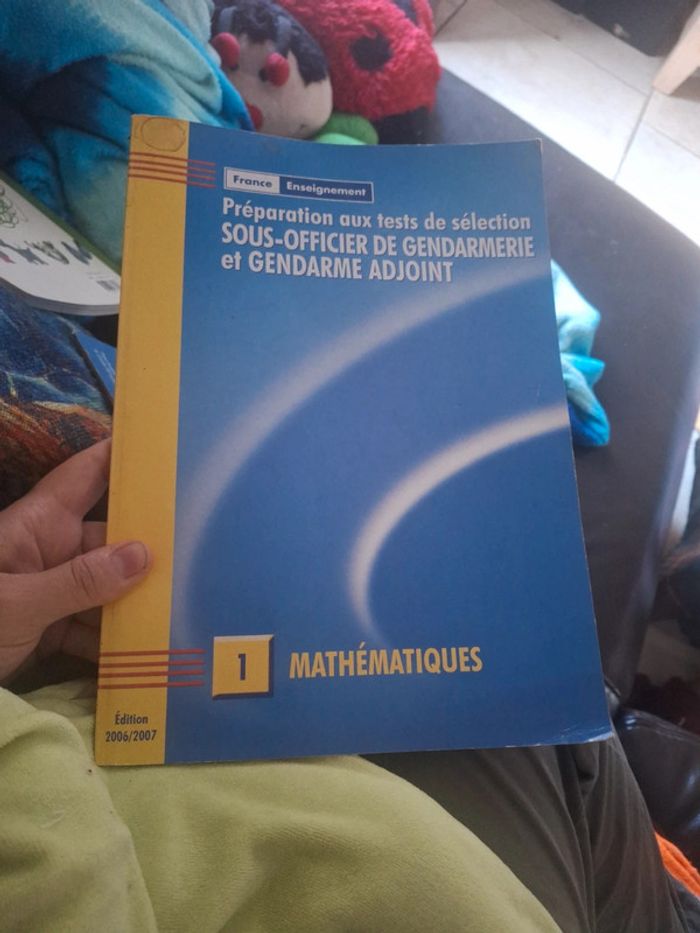 France Enseignement
Préparation aux tests de sélection
SOUS-OFFICIER DE GENDARMERIE
et GENDARME ADJOINT
1 MATHÉMATIQUES
Édition
2006/2007